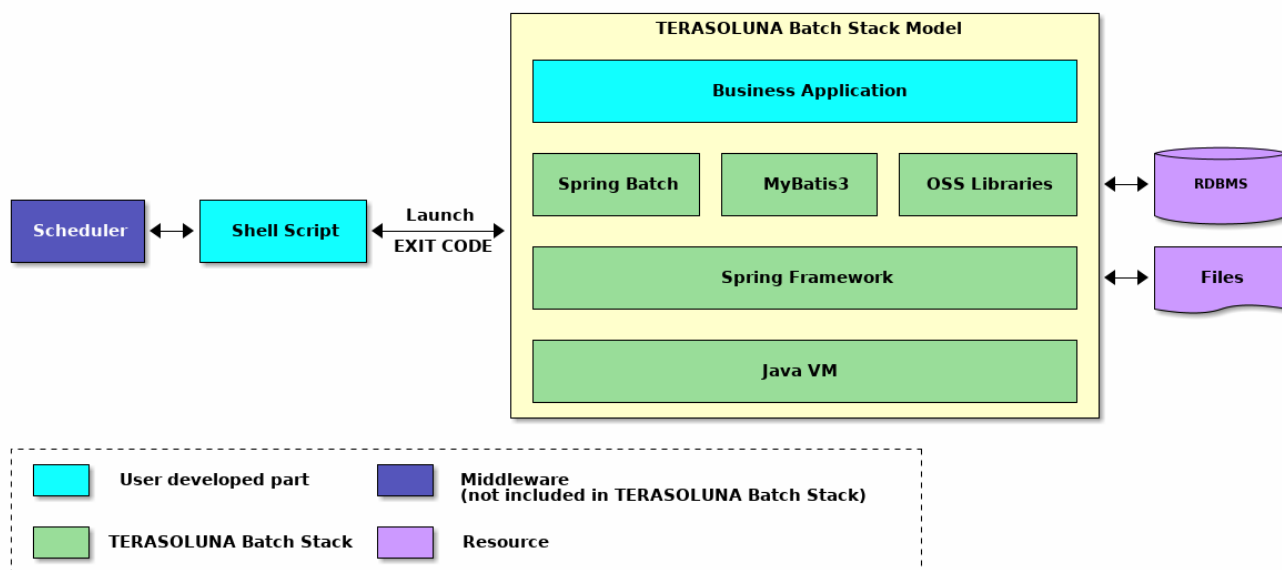 TERASOLUNA Batch Stack Model
Business Application
Spring Batch
MyBatis3
OSS Libraries
RDBMS
Scheduler
Shell Script
Launch
EXIT CODE
Spring Framework
Files
Java VM
User developed part
Middleware
(not included in TERASOLUNA Batch Stack)
TERASOLUNA Batch Stack
Resource